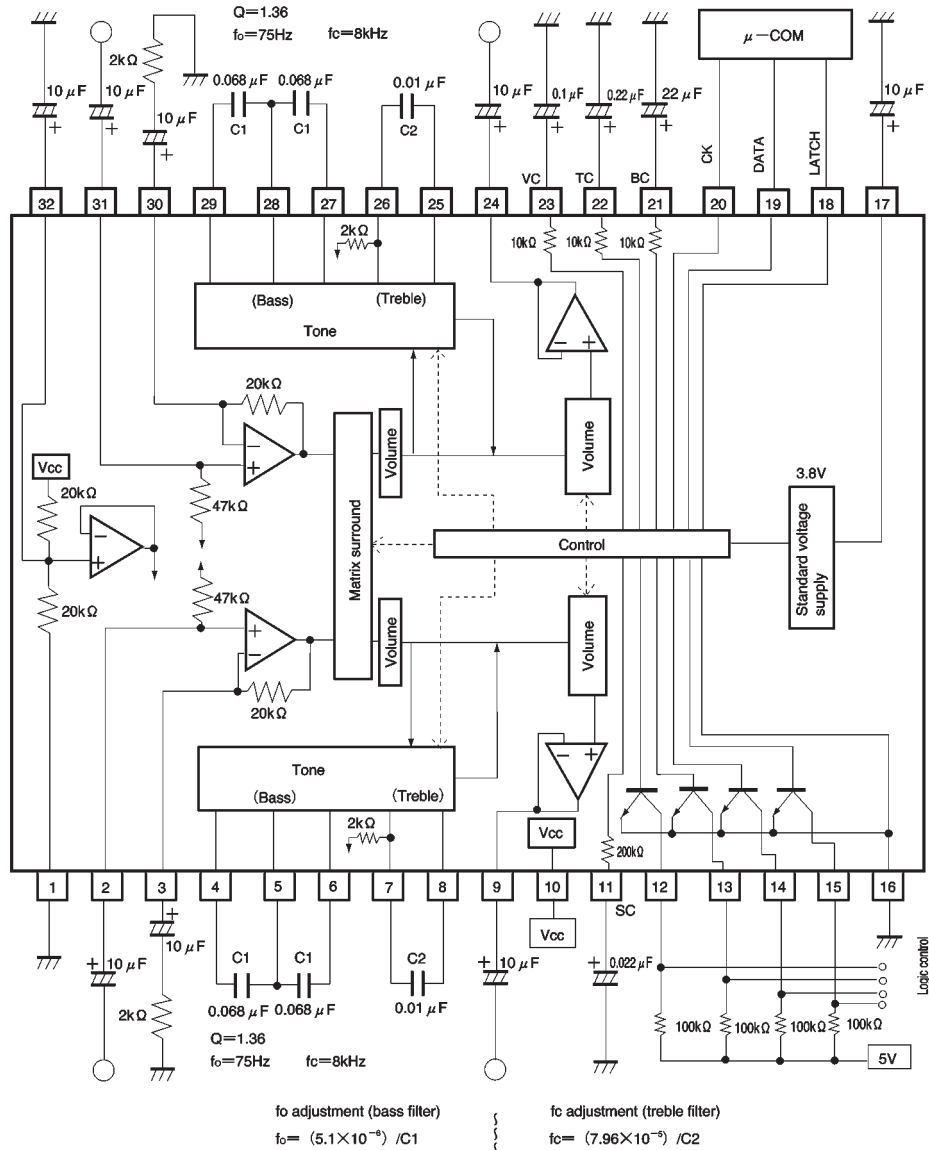 Q=1.36
fo=75Hz fc=8kHz
μ-COM
2kΩ
0.068 μF 0.068 μF
0.01 μF
10 μF 10 μF 10 μF 10 μF 0.1 μF 0.22 μF 22 μF 10 μF
+ + + + + + + +
C1 C1 C2
CK DATA LATCH
VC TC BC
32 31 30 29 28 27 26 25 24 23 22 21 20 19 18 17
2kΩ 10kΩ 10kΩ 10kΩ
(Bass) (Treble)
Tone
− +
20kΩ
−
+
Volume Volume
Vcc
20kΩ
47kΩ
3.8V
−
+
Matrix surround
Control
Standard voltage supply
47kΩ
20kΩ
+
−
Volume Volume
20kΩ
− +
Tone
(Bass) (Treble)
2kΩ
Vcc
200kΩ
1 2 3 4 5 6 7 8 9 10 11 12 13 14 15 16
SC
Vcc
+
10 μF
+ 10 μF
C1 C1 C2
+ 10 μF
+ 0.022 μF
0.068 μF 0.068 μF 0.01 μF
2kΩ
Logic control
100kΩ 100kΩ 100kΩ 100kΩ
Q=1.36
fo=75Hz fc=8kHz
5V
fo adjustment (bass filter) fc adjustment (treble filter)
fo= (5.1×10⁻⁶) /C1 fc= (7.96×10⁻⁵) /C2